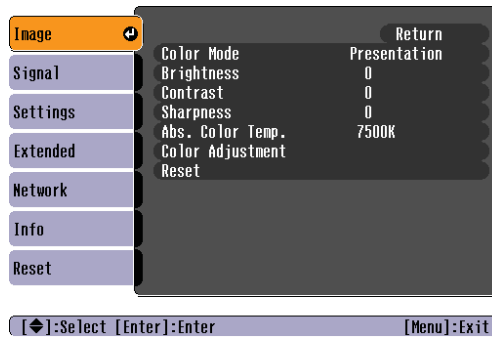 Image
Signal
Settings
Extended
Network
Info
Reset
Return
Color Mode Presentation
Brightness 0
Contrast 0
Sharpness 0
Abs. Color Temp. 7500K
Color Adjustment
Reset
[◆]:Select [Enter]:Enter [Menu]:Exit